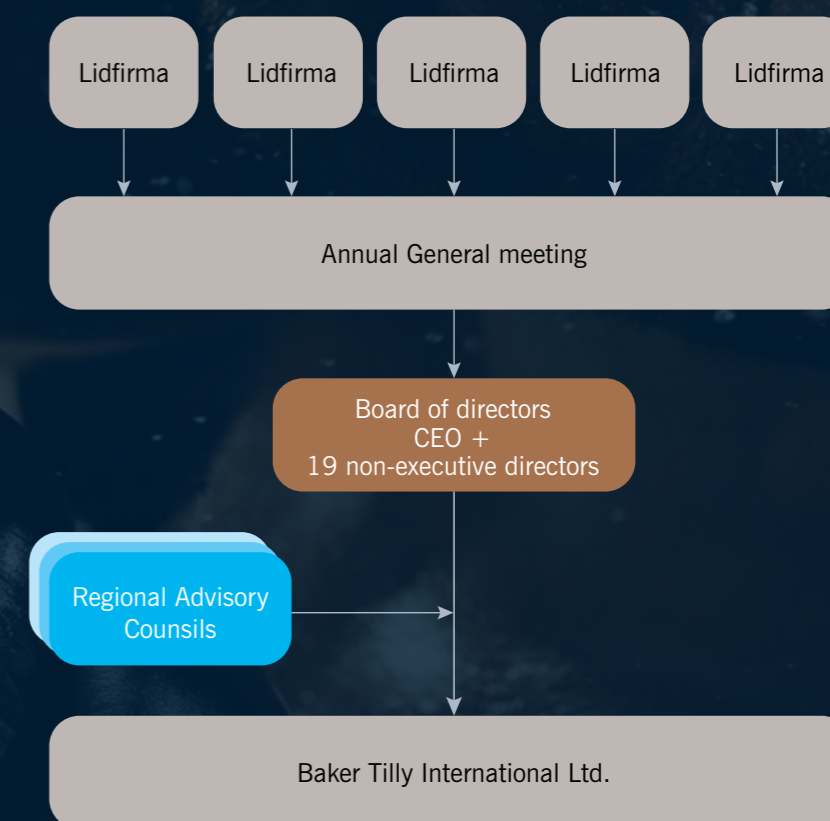 Lidfirma
Lidfirma
Lidfirma
Lidfirma
Lidfirma
Annual General meeting
Board of directors
CEO +
19 non-executive directors
Regional Advisory
Counsils
Baker Tilly International Ltd.